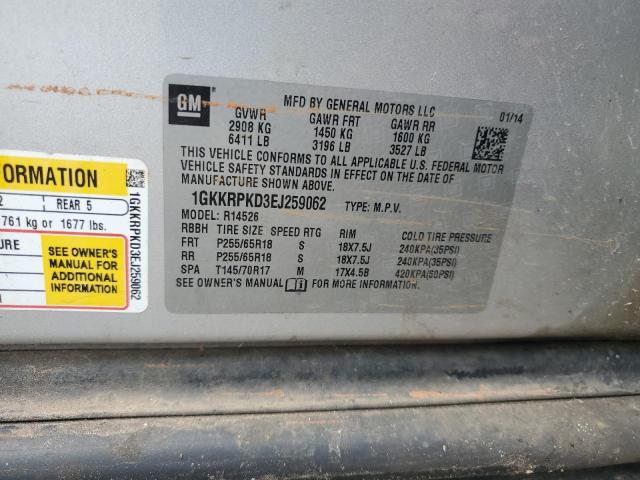 GM
MFD BY GENERAL MOTORS LLC
01/14
GVWR GAWR FRT GAWR RR
2908 KG 1450 KG 1600 KG
6411 LB 3196 LB 3527 LB
THIS VEHICLE CONFORMS TO ALL APPLICABLE U.S. FEDERAL MOTOR
VEHICLE SAFETY STANDARDS IN EFFECT ON THE DATE OF
MANUFACTURE SHOWN ABOVE.
1GKKRPKD3EJ259062 TYPE: M.P.V.
MODEL: R14526
RBBH TIRE SIZE SPEED RTG RIM COLD TIRE PRESSURE
FRT P255/65R18 S 18X7.5J 240KPA(35PSI)
RR P255/65R18 S 18X7.5J 240KPA(35PSI)
SPA T145/70R17 M 17X4.5B 420KPA(60PSI)
SEE OWNER'S MANUAL FOR MORE INFORMATION.
ORMATION
2 REAR 5
761 kg or 1677 lbs.
SEE OWNER'S
MANUAL FOR
ADDITIONAL
INFORMATION
1GKKRPKD3EJ259062